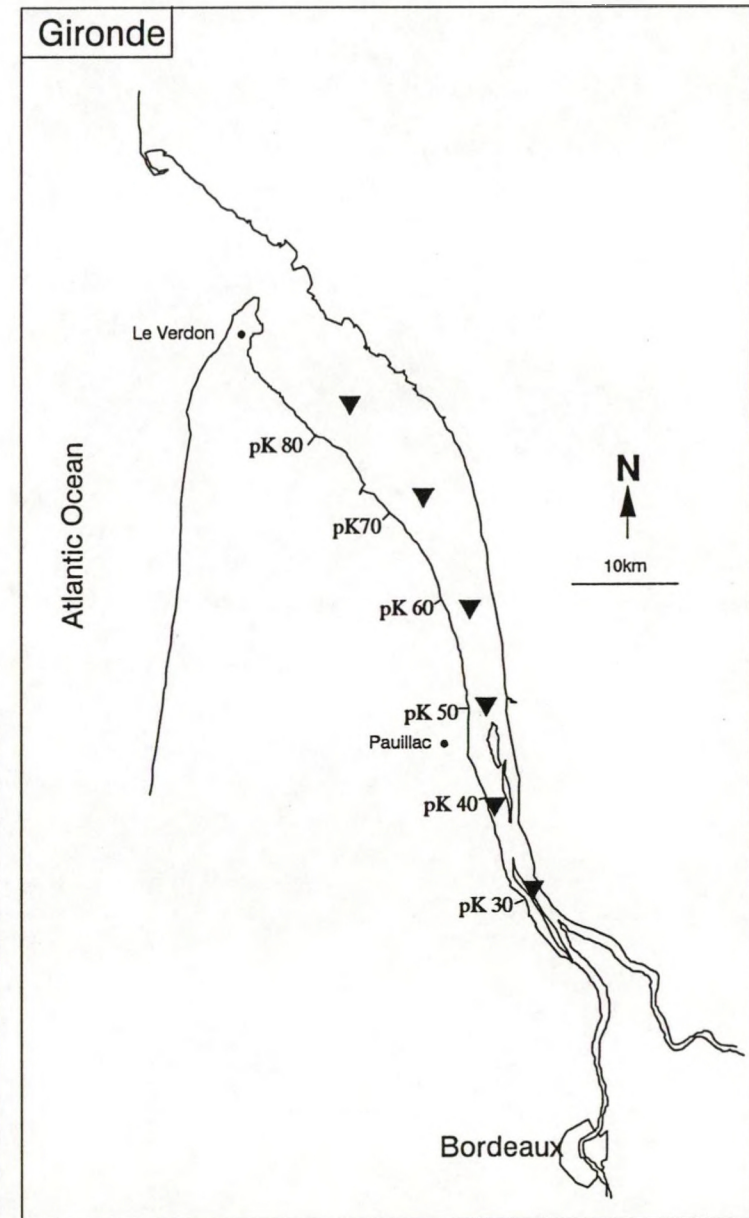 Gironde
Le Verdon
pK 80
Atlantic Ocean
N
pK70
10km
pK 60
pK 50
Pauillac
pK 40
pK 30
Bordeaux